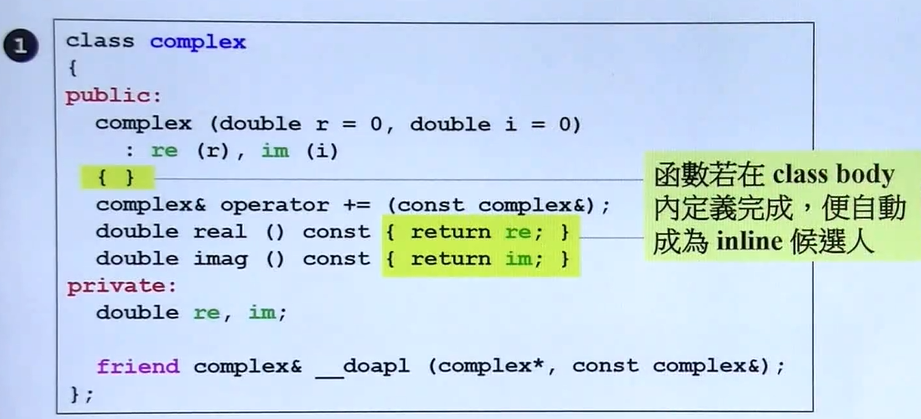 1
class complex
{
public:
complex (double r = 0, double i = 0)
: re (r), im (i)
{ }
complex& operator += (const complex&);
double real () const { return re; }
double imag () const { return im; }
private:
double re, im;
friend complex& __doapl (complex*, const complex&);
};
函數若在 class body
內定義完成，便自動
成為 inline 候選人